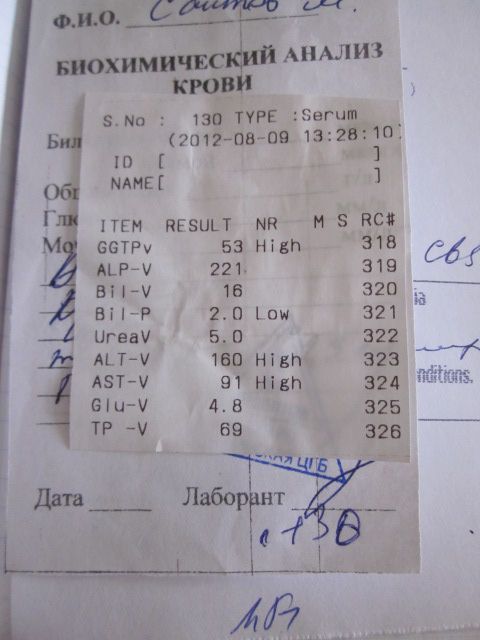 Ф.И.О.
БИОХИМИЧЕСКИЙ АНАЛИЗ
КРОВИ
S.No : 130 TYPE :Serum
(2012-08-09 13:28:10)
ID [ ]
NAME[ ]
ITEM RESULT NR M S RC#
GGTPv 53 High 318
ALP-V 221 319
Bil-V 16 320
Bil-P 2.0 Low 321
UreaV 5.0 322
ALT-V 160 High 323
AST-V 91 High 324
Glu-V 4.8 325
TP -V 69 326
nditions.
ЦГБ
Дата Лаборант